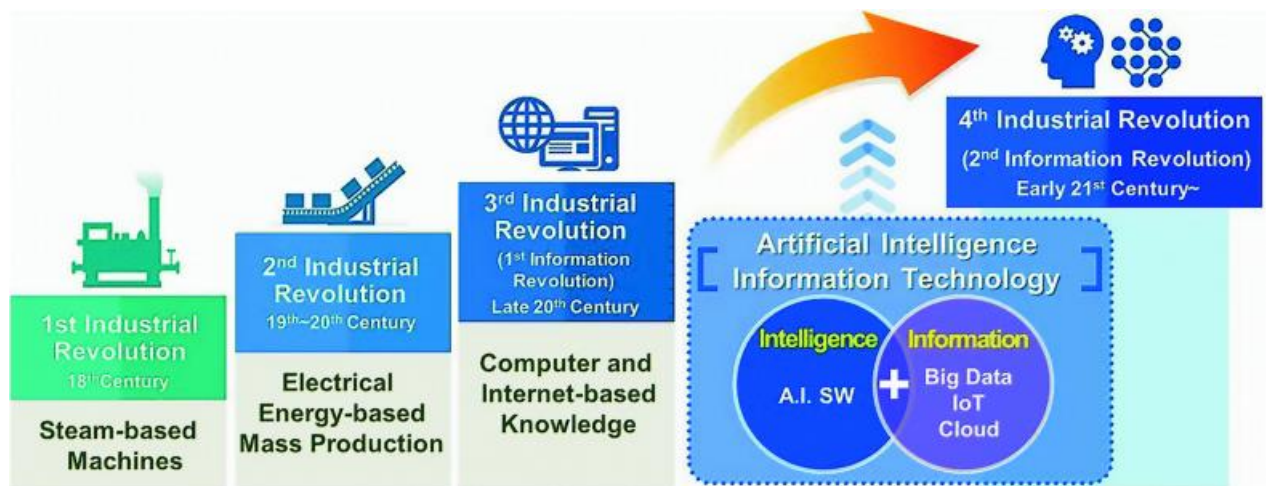 1st Industrial
Revolution
18thCentury
Steam-based
Machines
2nd Industrial
Revolution
19th~20th Century
Electrical
Energy-based
Mass Production
3rd Industrial
Revolution
(1st Information
Revolution)
Late 20th Century
Computer and
Internet-based
Knowledge
Artificial Intelligence
Information Technology
Intelligence
A.I. SW
+
Information
Big Data
IoT
Cloud
4th Industrial Revolution
(2nd Information Revolution)
Early 21st Century~